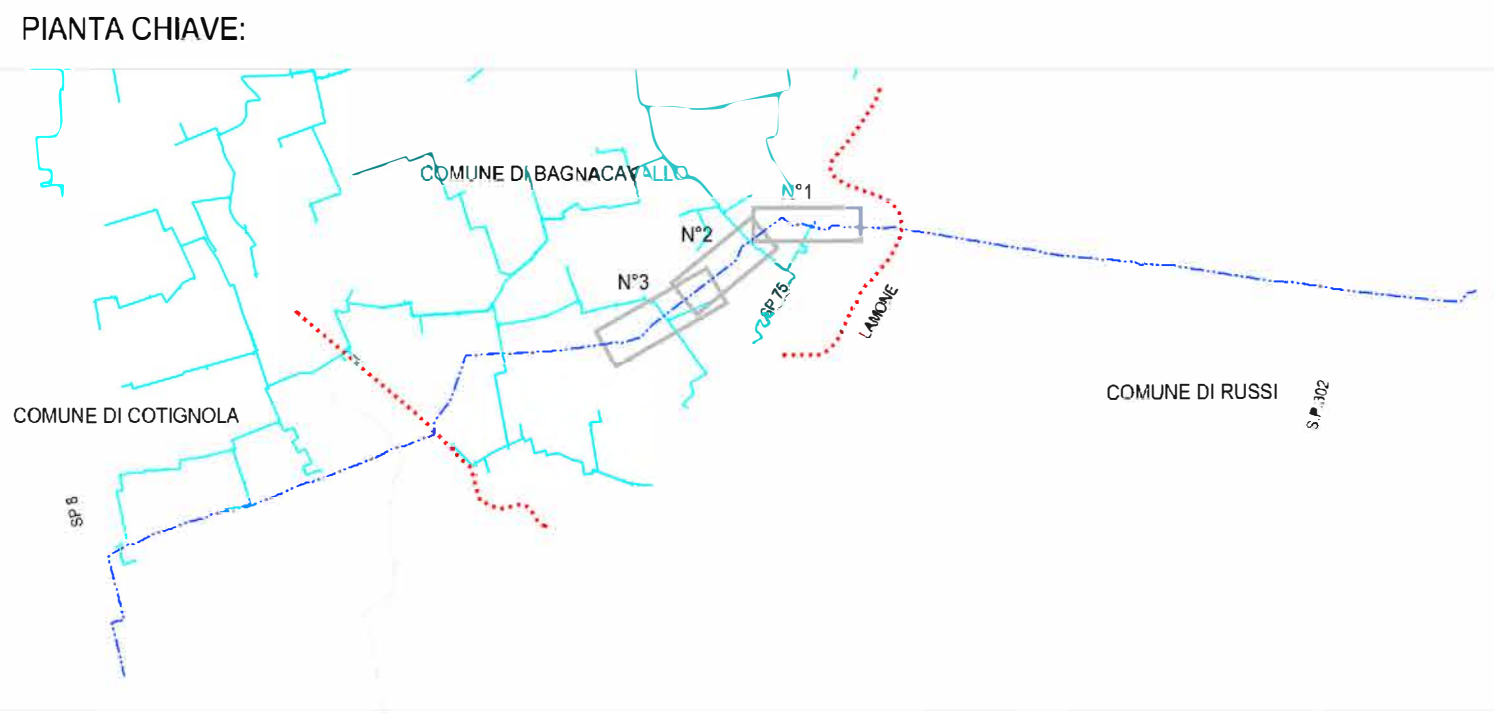 PIANTA CHIAVE:
COMUNE DI BAGNACAVALLO
N°1
N°2
N°3
SP 75
LAMONE
COMUNE DI RUSSI
S.P.302
COMUNE DI COTIGNOLA
SP 8